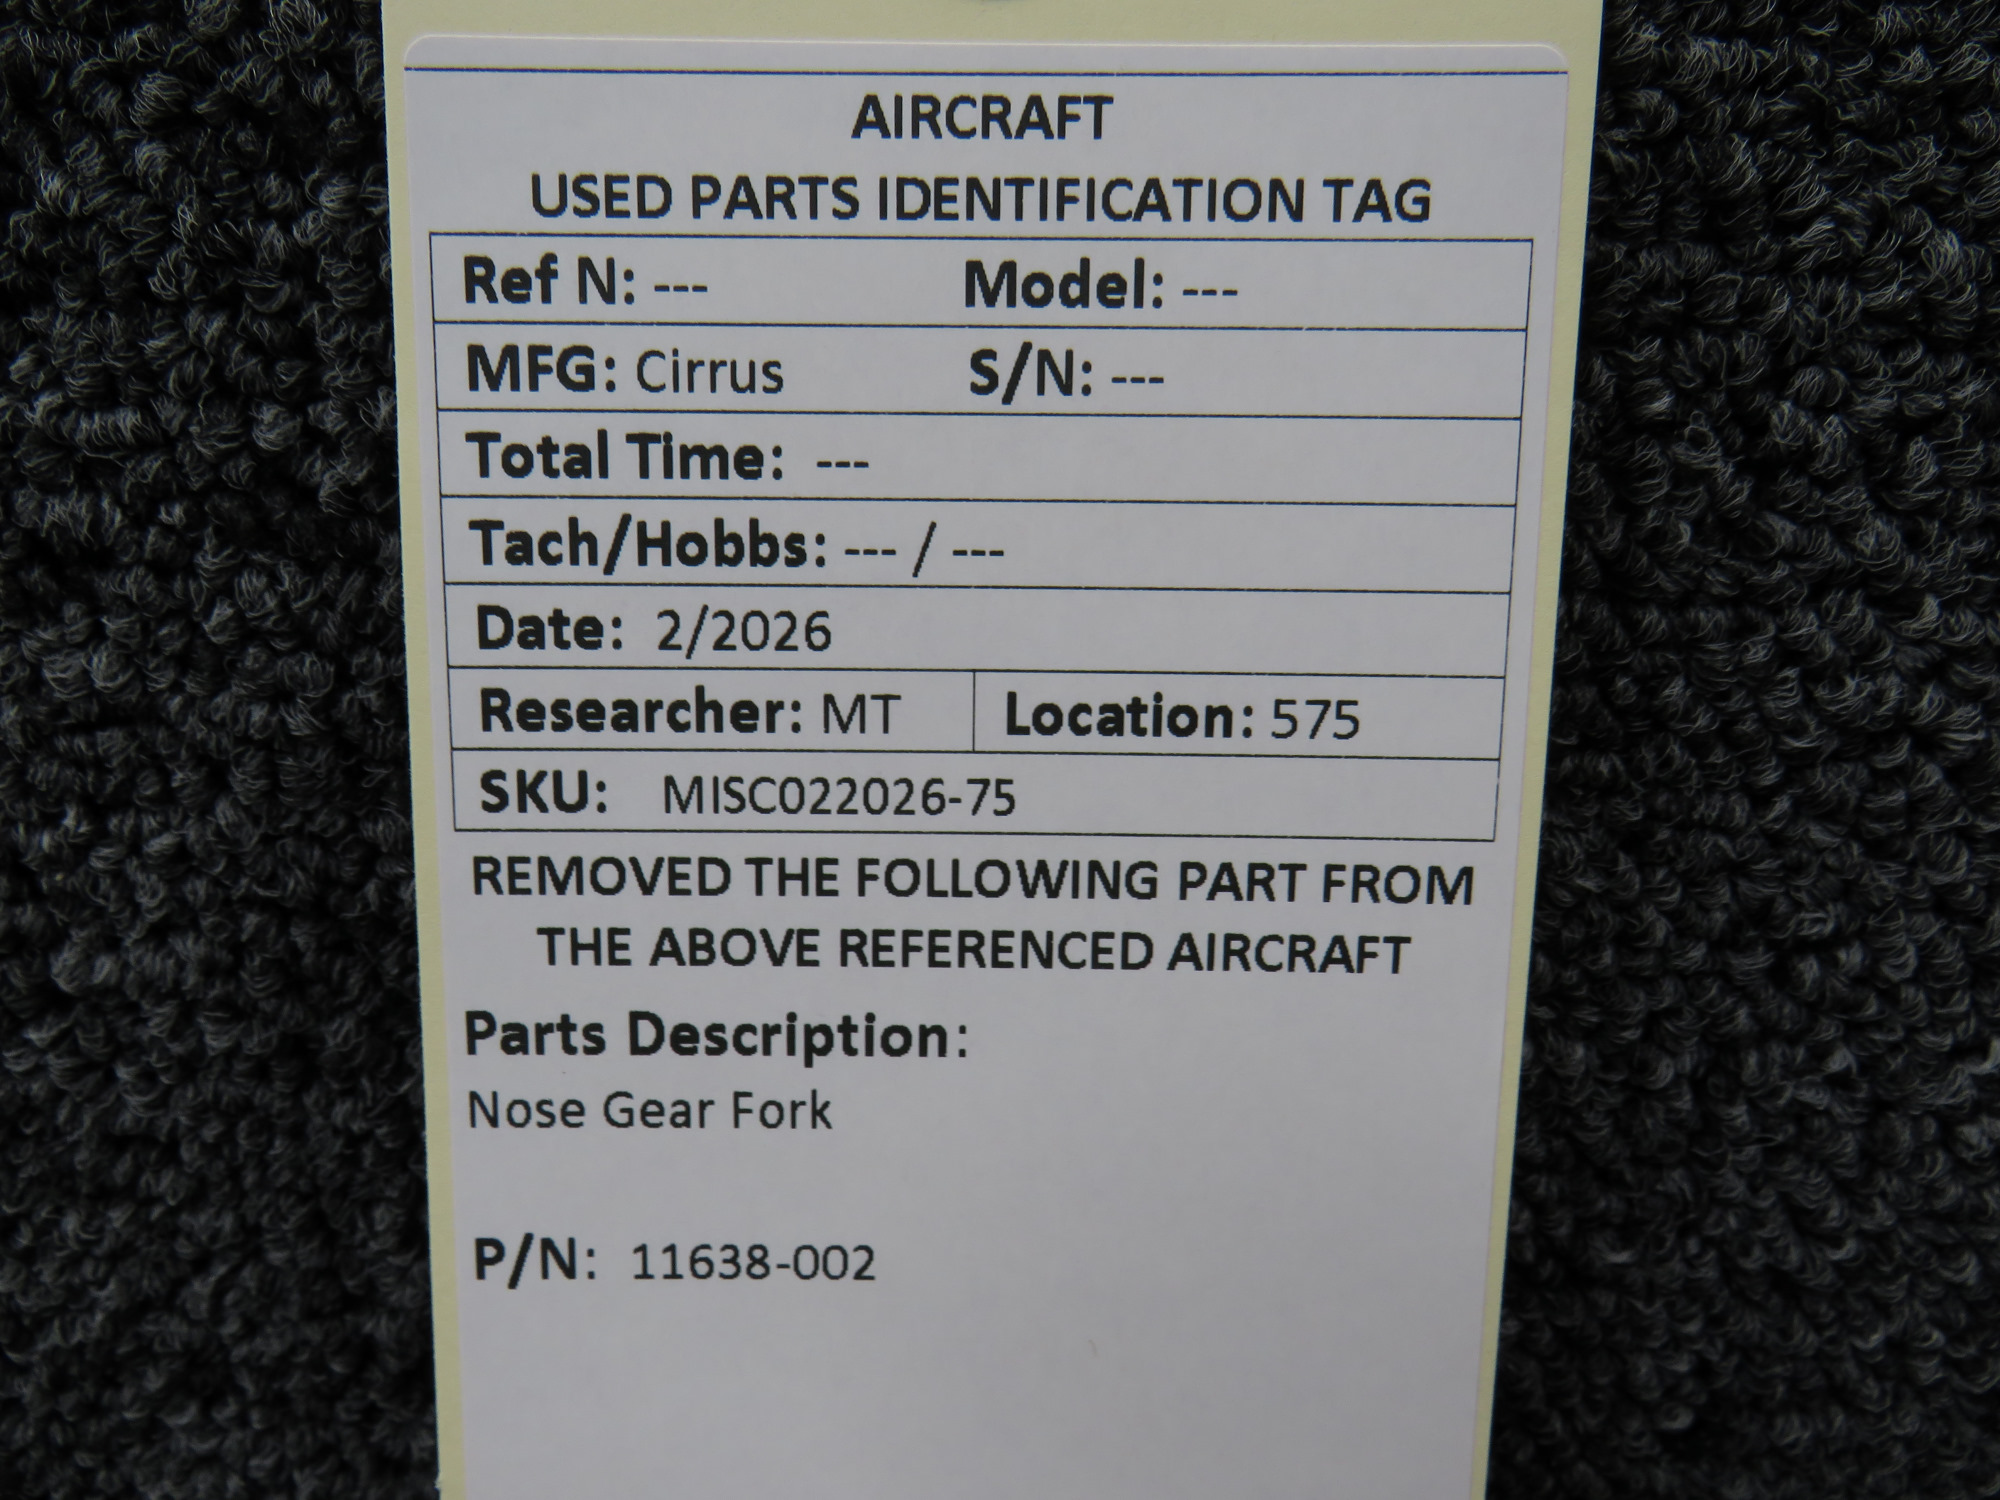 AIRCRAFT
USED PARTS IDENTIFICATION TAG
Ref N: --- Model: ---
MFG: Cirrus S/N: ---
Total Time: ---
Tach/Hobbs: --- / ---
Date: 2/2026
Researcher: MT Location: 575
SKU: MISC022026-75
REMOVED THE FOLLOWING PART FROM
THE ABOVE REFERENCED AIRCRAFT
Parts Description:
Nose Gear Fork
P/N: 11638-002